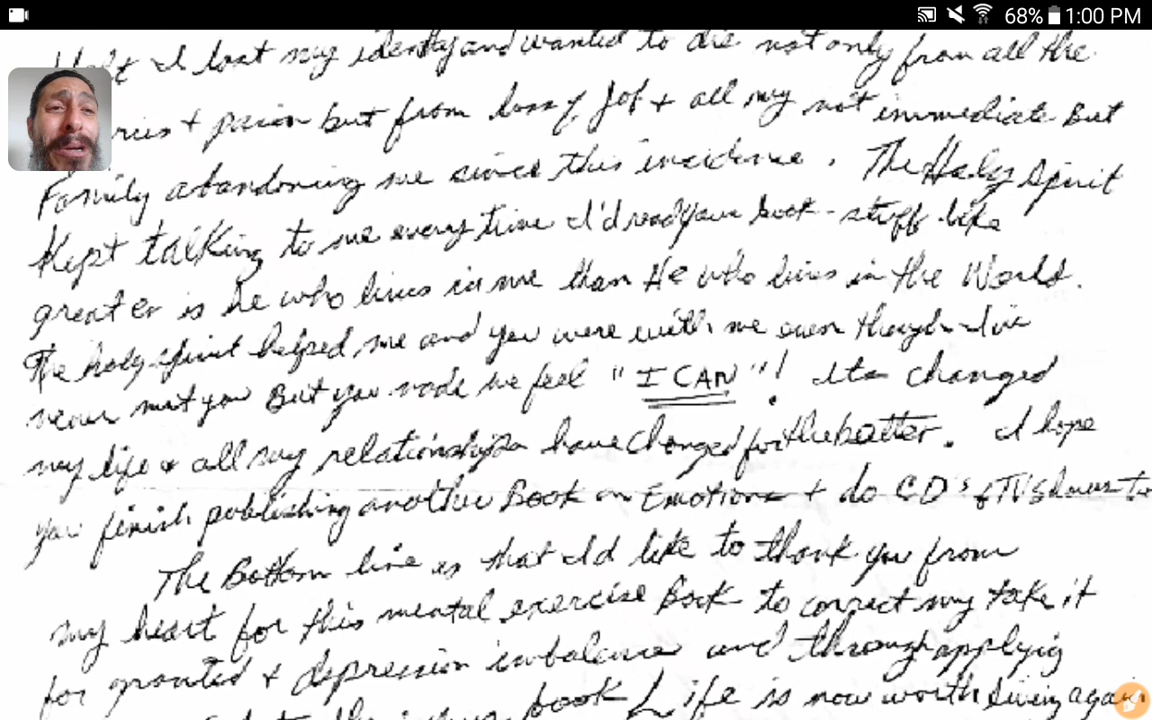 68% 1:00 PM
I lost my identity and wanted to die not only from all the
+ pasion but from loss of Job + all my not immediate But
Family abandoning me since this incidence. The Holy Spirit
Kept talking to me every time I'd read your book - stuff like
greater is he who lives in me than He who lives in the World.
The holy spirit helped me and you were with me even though I've
never met you But you made me feel "I CAN"! Its changed
my life & all my relationships have changed for the better. I hope
you finish publishing another Book on Emotions + do CD's & TV Shows
The Bottom line is that I'd like to thank you from
my heart for this mental exercise Book to correct my take it
for granted & depression imbalance and through applying
book Life is now worth living again